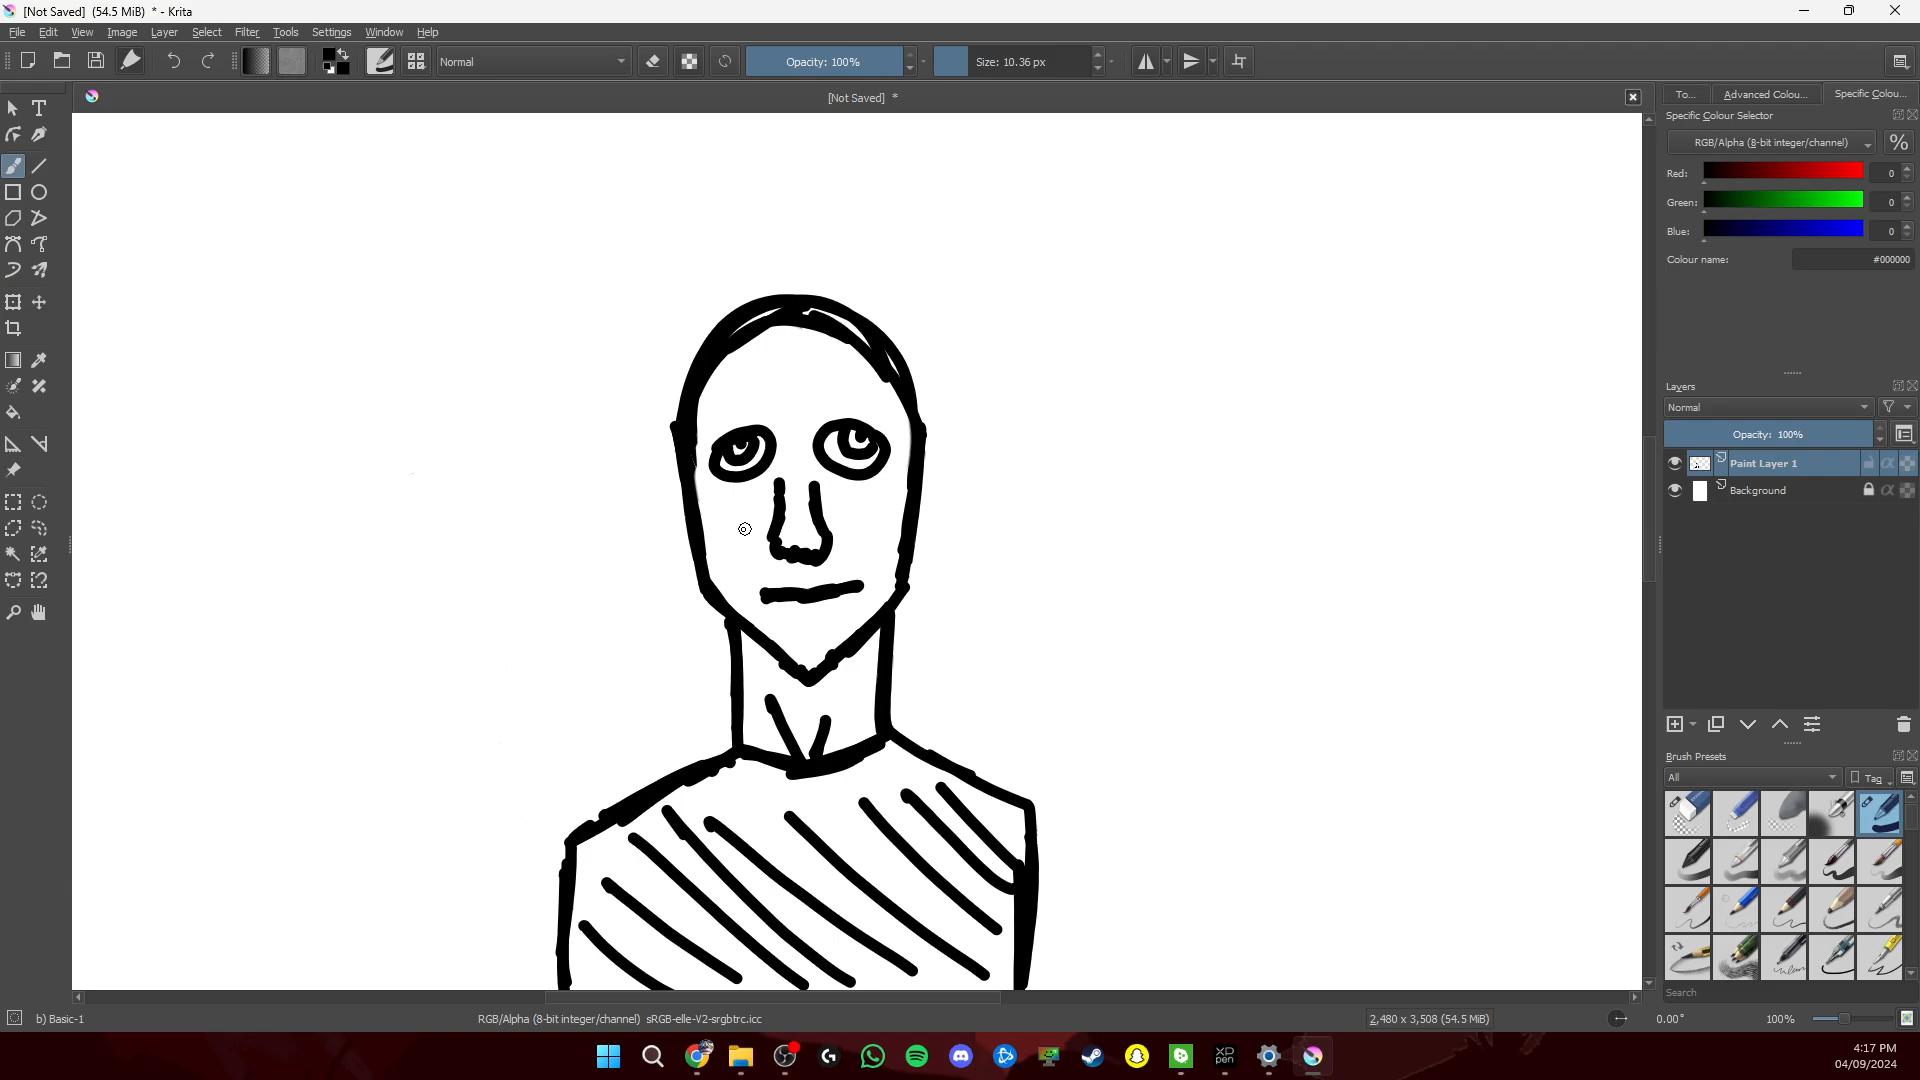 [Not Saved] (54.5 MiB) * - Krita
File Edit View Image Layer Select Filter Tools Settings Window Help
Normal Opacity: 100% Size: 10.36 px
[Not Saved] *
To... Advanced Colou... Specific Colou...
Specific Colour Selector
RGB/Alpha (8-bit integer/channel) %
Red: 0
Green: 0
Blue: 0
Colour name: #000000
Layers
Normal
Opacity: 100%
Paint Layer 1
Background
Brush Presets
All Tag
Search
b) Basic-1 RGB/Alpha (8-bit integer/channel) sRGB-elle-V2-srgbtrc.icc 2,480 x 3,508 (54.5 MiB) 0.00° 100%
XP
pen
4:17 PM
04/09/2024